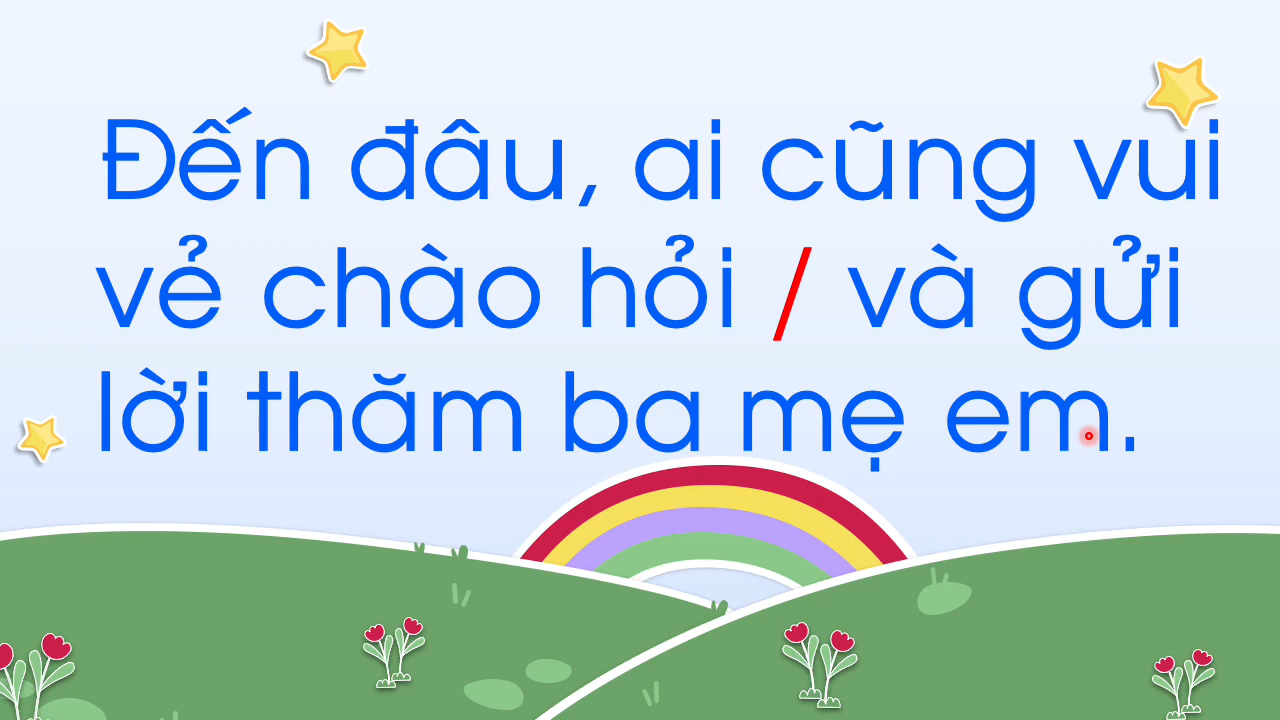 Đến đâu, ai cũng vui
vẻ chào hỏi / và gửi
lời thăm ba mẹ em.